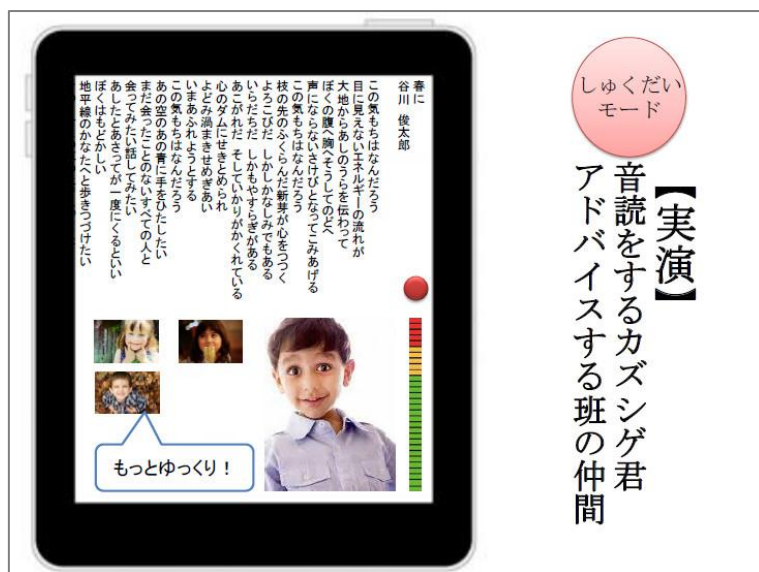 しゅくだい
モード
【実演】
音読をするカズシゲ君
アドバイスする班の仲間
春に
谷川 俊太郎
この気もちはなんだろう
目に見えないエネルギーの流れが
大地からあしのうらを伝わって
ぼくの腹へ胸へそうしてのどへ
声にならないさけびとなってこみあげる
この気もちはなんだろう
枝の先のふくらんだ新芽が心をつつく
よろこびだ しかしかなしみでもある
いらだちだ しかもやすらぎがある
あこがれだ そしていかりがかくれている
心のダムにせきとめられ
よどみ渦まきせめぎあい
いまあふれようとする
この気もちはなんだろう
あの空のあの青に手をひたしたい
まだ会ったことのないすべての人と
会ってみたい話してみたい
あしたとあさってが一度にくるといい
ぼくはもどかしい
地平線のかなたへと歩きつづけたい
もっとゆっくり!